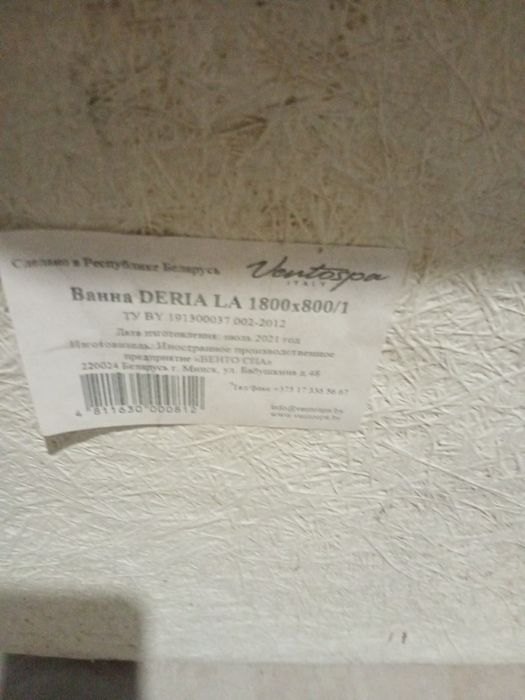 Сделано в Республике Беларусь
Ventospa
ITALY
Ванна DERIA LA 1800x800/1
ТУ BY 191300037.002-2012
Дата изготовления: июль 2021 год
Изготовитель: Иностранное производственное
предприятие «ВЕНТО СПА»
220024 Беларусь г. Минск, ул. Бабушкина д.48
Тел/факс +375 17 336 56 67
4 811630 000812
info@ventospa.by
www.ventospa.by